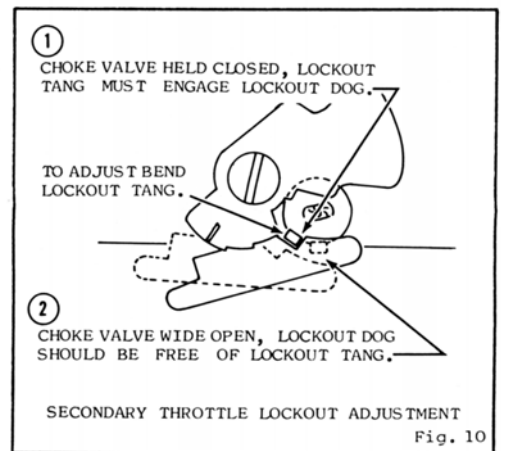 1
CHOKE VALVE HELD CLOSED, LOCKOUT
TANG MUST ENGAGE LOCKOUT DOG.
TO ADJUST BEND
LOCKOUT TANG.
2
CHOKE VALVE WIDE OPEN, LOCKOUT DOG
SHOULD BE FREE OF LOCKOUT TANG.
SECONDARY THROTTLE LOCKOUT ADJUSTMENT
Fig. 10